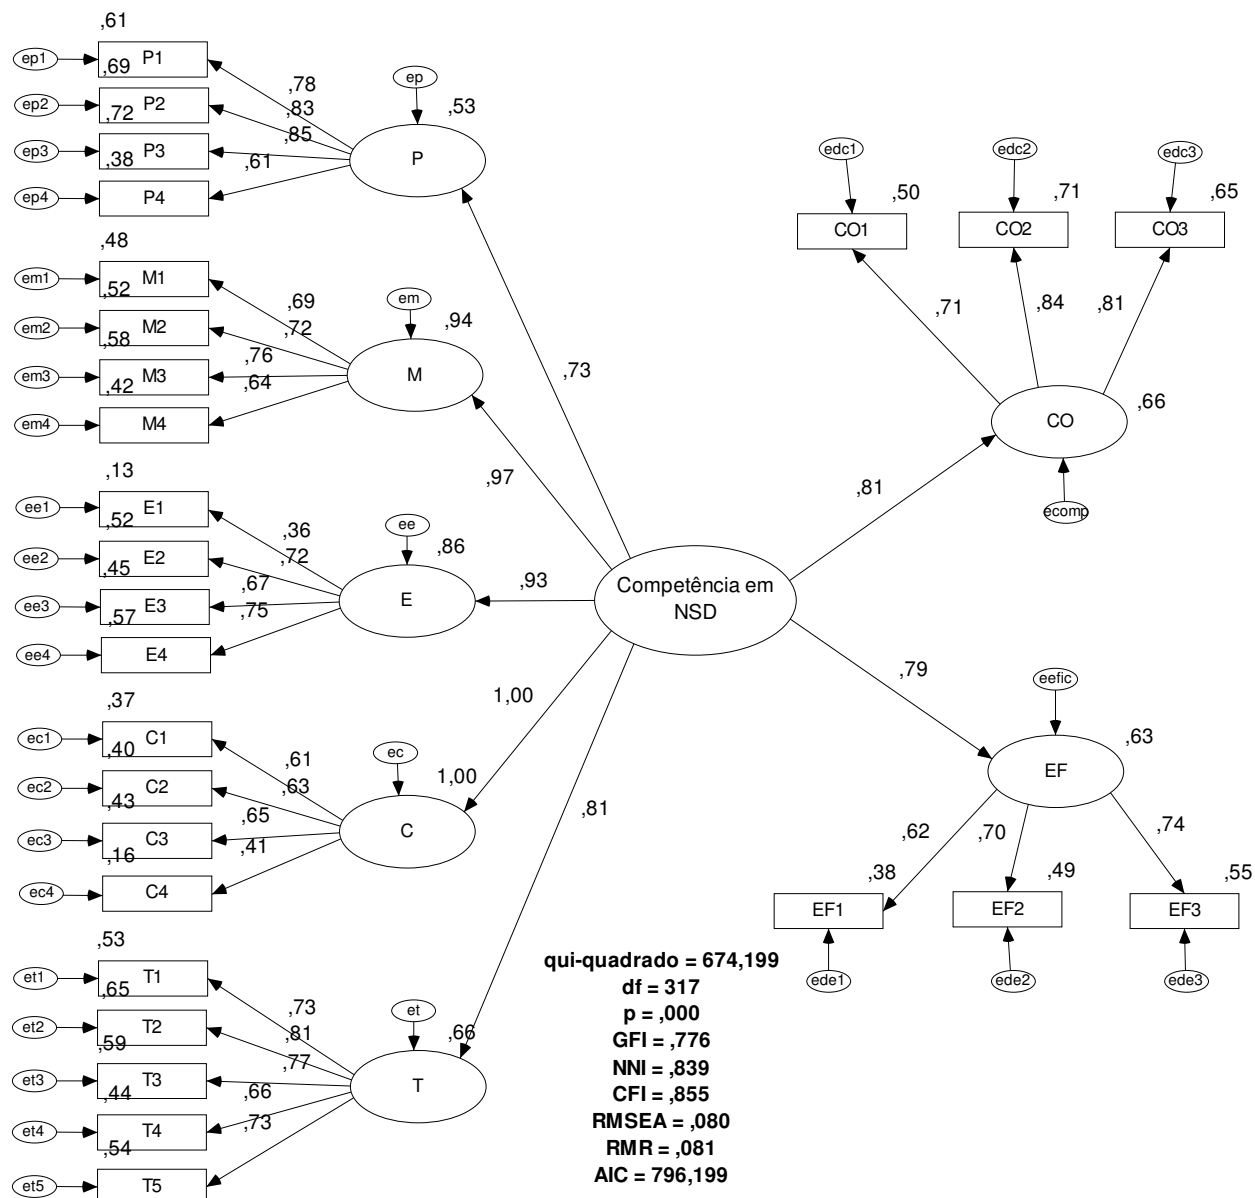 ,61
ep1
P1
,69
ep2
P2
,72
ep3
P3
,38
ep4
P4
,78
,83
,85
,61
ep
,53
P
,48
em1
M1
,52
em2
M2
,58
em3
M3
,42
em4
M4
,69
,72
,76
,64
em
,94
M
,13
ee1
E1
,52
ee2
E2
,45
ee3
E3
,57
ee4
E4
,36
,72
,67
,75
ee
,86
E
,37
ec1
C1
,40
ec2
C2
,43
ec3
C3
,16
ec4
C4
,61
,63
,65
,41
ec
1,00
C
,53
et1
T1
,65
et2
T2
,59
et3
T3
,44
et4
T4
,54
et5
T5
,73
,81
,77
,66
,73
et
,66
T
,73
,97
,93
1,00
,81
Competência em
NSD
,81
,79
edc1
edc2
edc3
,50
,71
,65
CO1
CO2
CO3
,71
,84
,81
CO
,66
ecomp
eefic
,63
EF
,62
,70
,74
,38
,49
,55
EF1
EF2
EF3
ede1
ede2
ede3
qui-quadrado = 674,199
df = 317
p = ,000
GFI = ,776
NNI = ,839
CFI = ,855
RMSEA = ,080
RMR = ,081
AIC = 796,199